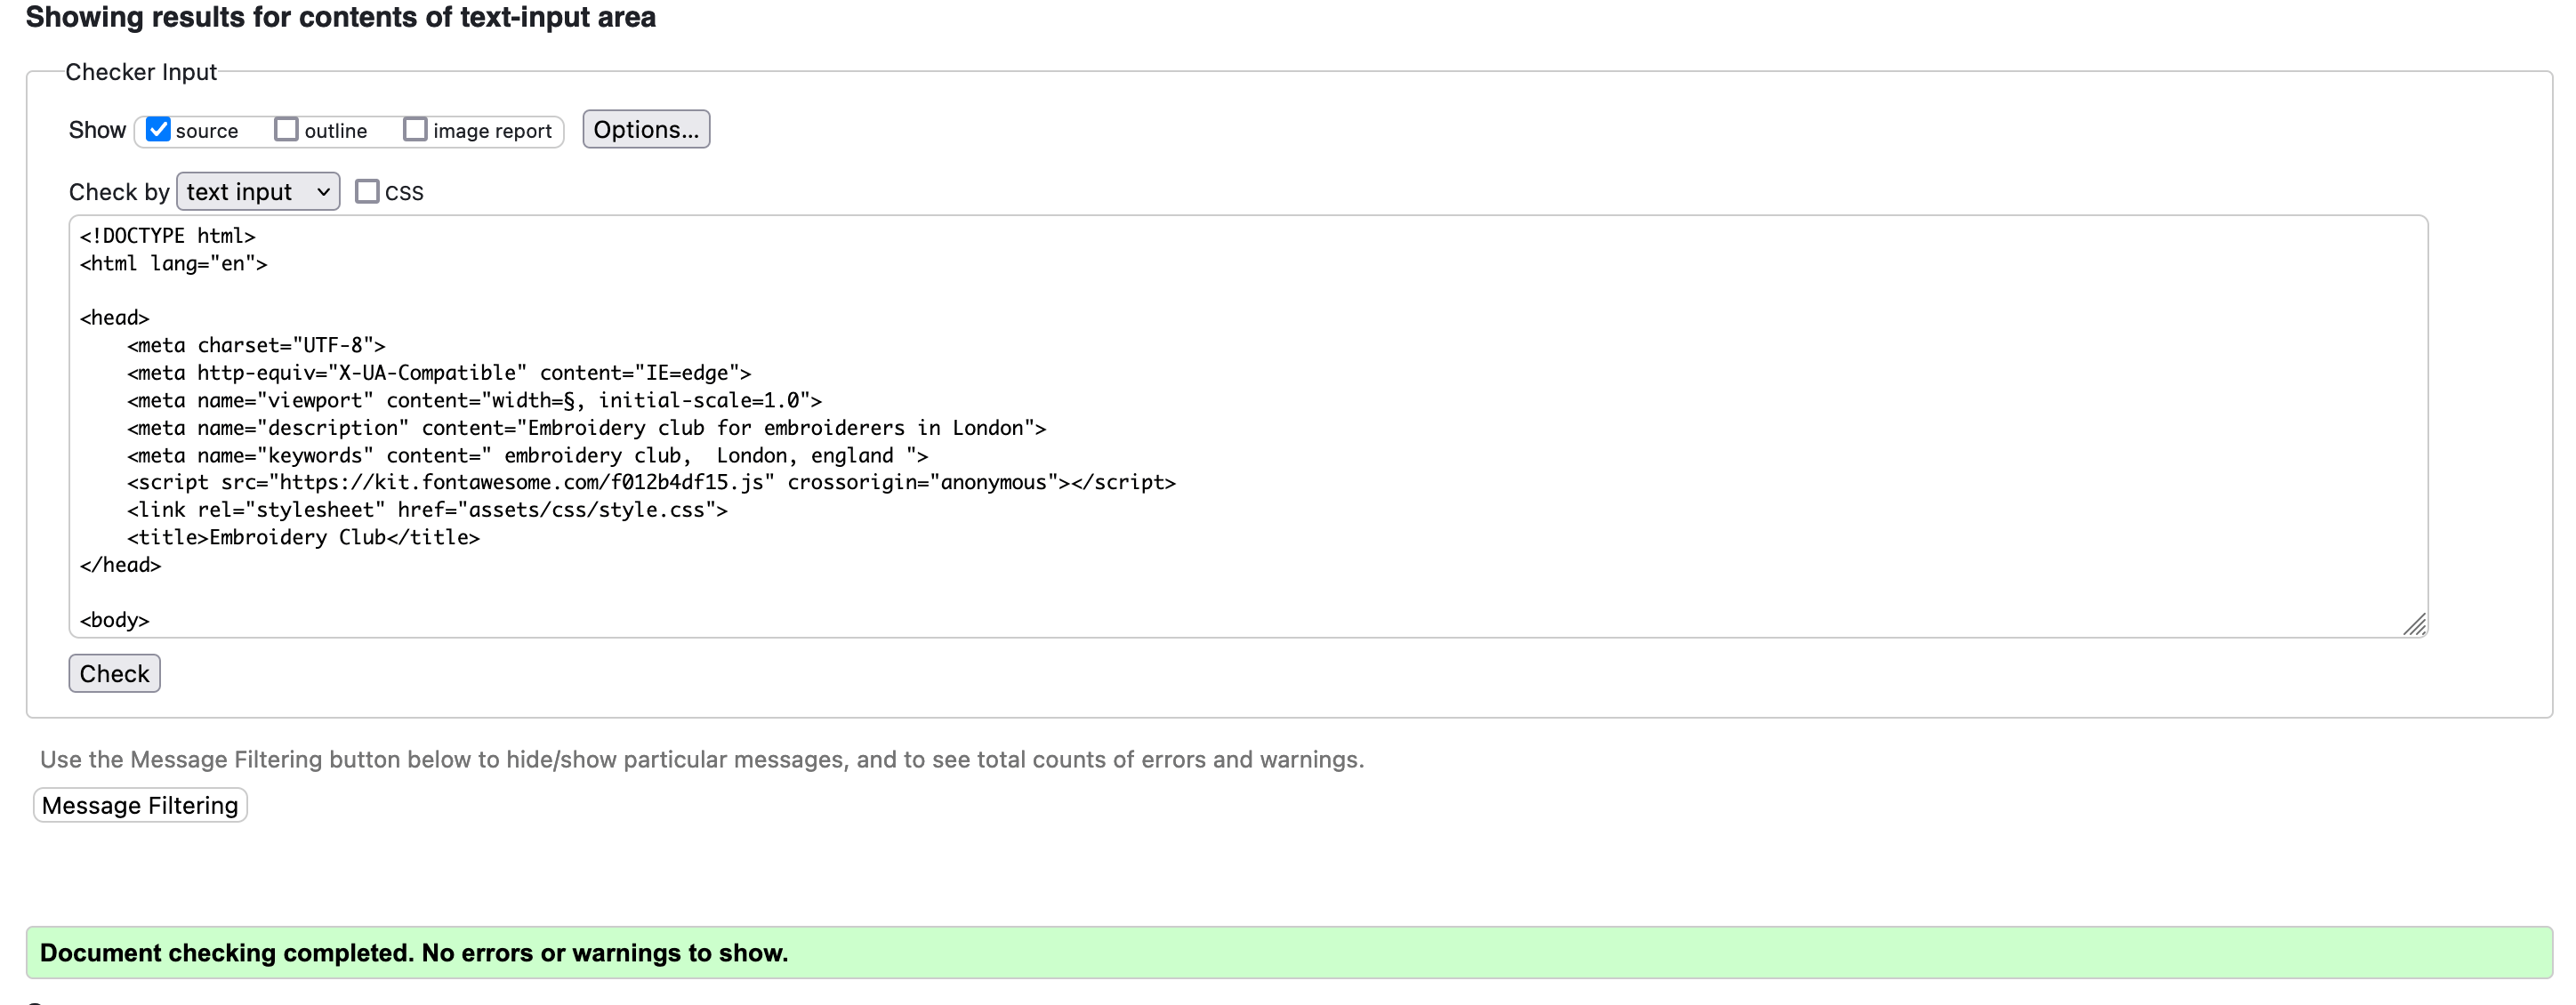 Showing results for contents of text-input area
Checker Input
Show source outline image report Options...
Check by text input css
<!DOCTYPE html>
<html lang="en">
<head>
<meta charset="UTF-8">
<meta http-equiv="X-UA-Compatible" content="IE=edge">
<meta name="viewport" content="width=§, initial-scale=1.0">
<meta name="description" content="Embroidery club for embroiderers in London">
<meta name="keywords" content=" embroidery club,  London, england ">
<script src="https://kit.fontawesome.com/f012b4df15.js" crossorigin="anonymous"></script>
<link rel="stylesheet" href="assets/css/style.css">
<title>Embroidery Club</title>
</head>
<body>
Check
Use the Message Filtering button below to hide/show particular messages, and to see total counts of errors and warnings.
Message Filtering
Document checking completed. No errors or warnings to show.